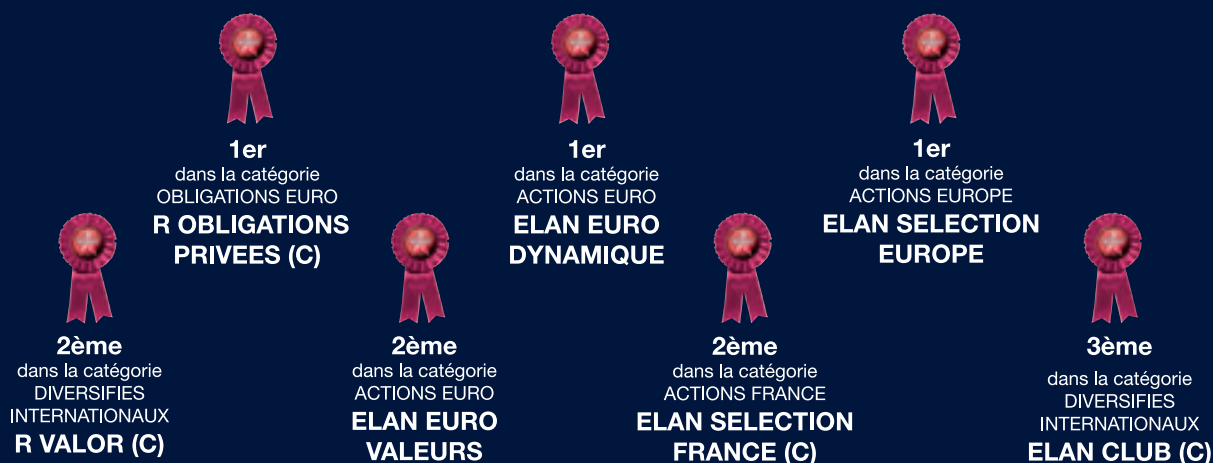 1er
dans la catégorie
OBLIGATIONS EURO
R OBLIGATIONS
PRIVEES (C)
1er
dans la catégorie
ACTIONS EURO
ELAN EURO
DYNAMIQUE
1er
dans la catégorie
ACTIONS EUROPE
ELAN SELECTION
EUROPE
2ème
dans la catégorie
DIVERSIFIES
INTERNATIONAUX
R VALOR (C)
2ème
dans la catégorie
ACTIONS EURO
ELAN EURO
VALEURS
2ème
dans la catégorie
ACTIONS FRANCE
ELAN SELECTION
FRANCE (C)
3ème
dans la catégorie
DIVERSIFIES
INTERNATIONAUX
ELAN CLUB (C)